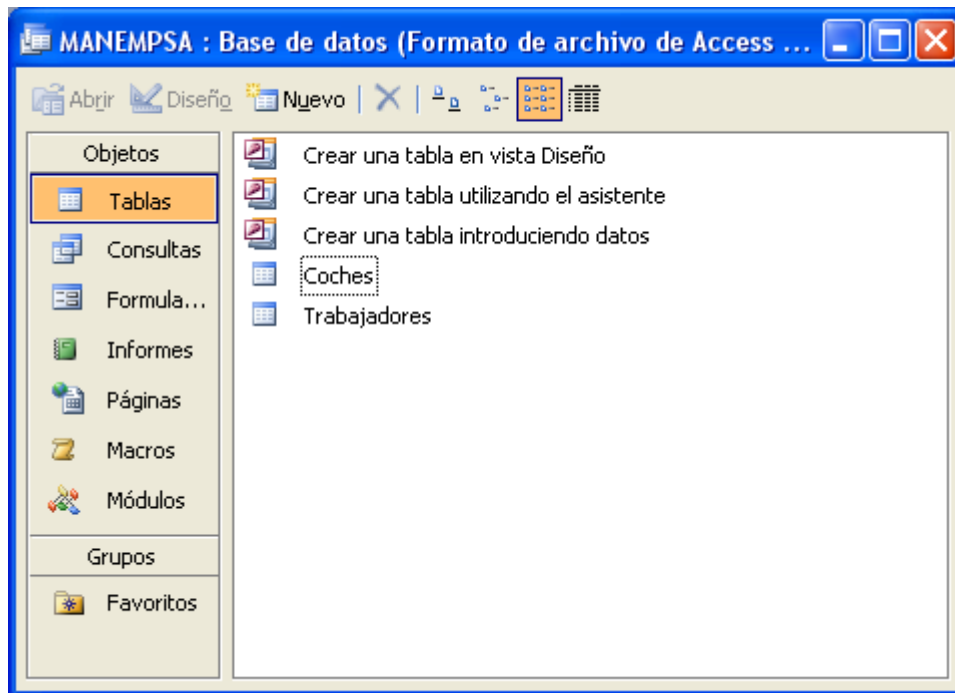 MANEMPSA : Base de datos (Formato de archivo de Access ...
Abrir Diseño Nuevo
Objetos
Tablas
Consultas
Formula...
Informes
Páginas
Macros
Módulos
Grupos
Favoritos
Crear una tabla en vista Diseño
Crear una tabla utilizando el asistente
Crear una tabla introduciendo datos
Coches
Trabajadores